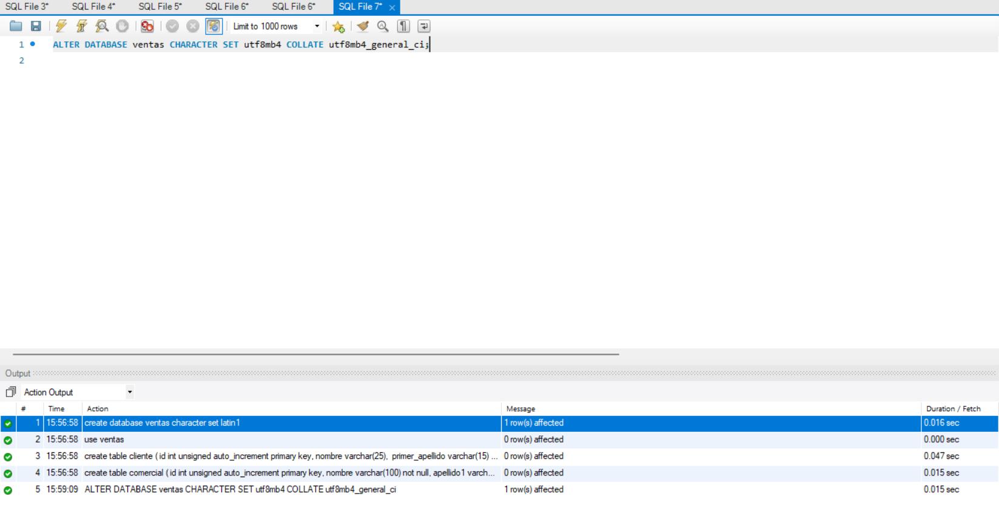 SQL File 3* SQL File 4* SQL File 5* SQL File 6* SQL File 6* SQL File 7*
Limit to 1000 rows
1 ALTER DATABASE ventas CHARACTER SET utf8mb4 COLLATE utf8mb4_general_ci;
2
Output
Action Output
# Time Action Message Duration / Fetch
1 15:56:58 create database ventas character set latin1 1 row(s) affected 0.016 sec
2 15:56:58 use ventas 0 row(s) affected 0.000 sec
3 15:56:58 create table cliente ( id int unsigned auto_increment primary key, nombre varchar(25), primer_apellido varchar(15) ... 0 row(s) affected 0.047 sec
4 15:56:58 create table comercial ( id int unsigned auto_increment primary key, nombre varchar(100) not null, apellido1 varch... 0 row(s) affected 0.015 sec
5 15:59:09 ALTER DATABASE ventas CHARACTER SET utf8mb4 COLLATE utf8mb4_general_ci 1 row(s) affected 0.015 sec